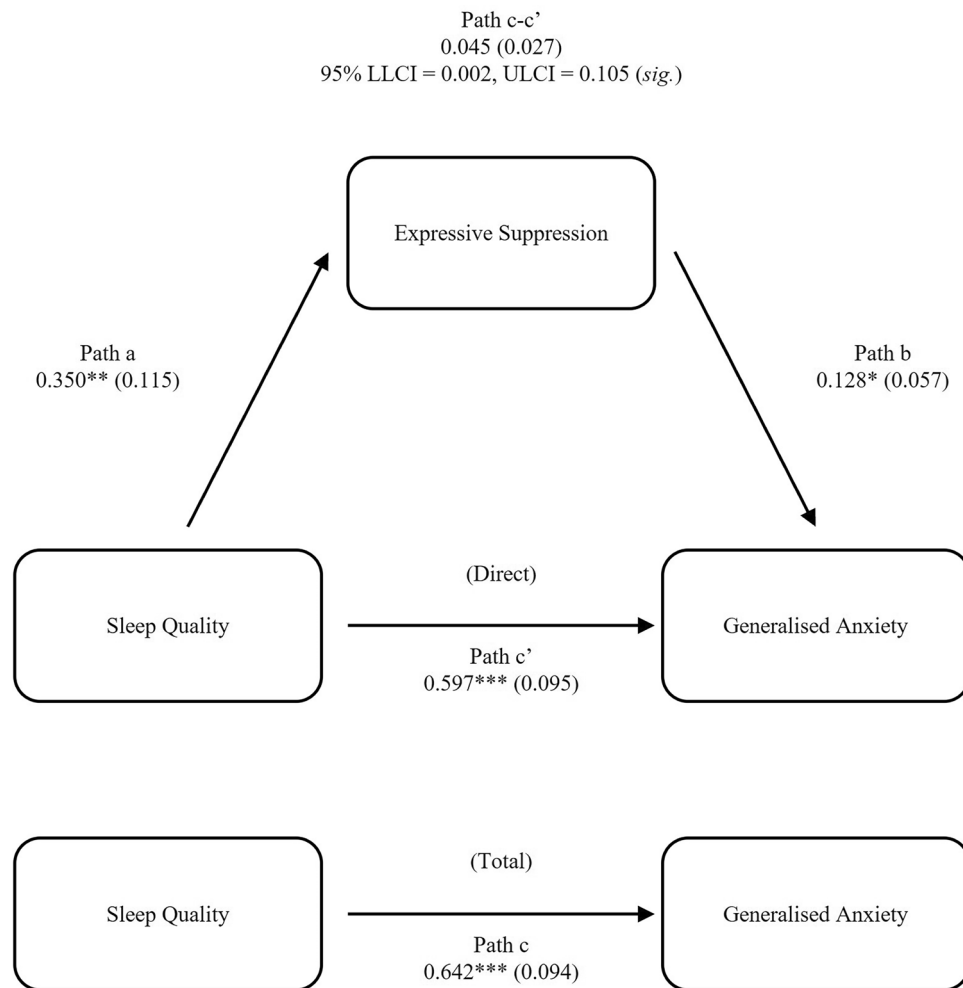 Path c-c’
0.045 (0.027)
95% LLCI = 0.002, ULCI = 0.105 (sig.)
Expressive Suppression
Path a
0.350** (0.115)
Path b
0.128* (0.057)
(Direct)
Sleep Quality
Generalised Anxiety
Path c’
0.597*** (0.095)
(Total)
Sleep Quality
Generalised Anxiety
Path c
0.642*** (0.094)